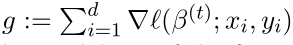 g := \sum_{i=1}^{d} \nabla \ell(\beta^{(t)}; x_i, y_i)